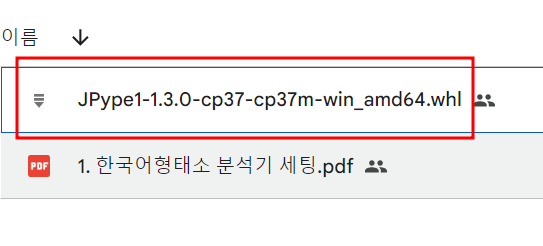 이름 ↓
JPype1-1.3.0-cp37-cp37m-win_amd64.whl
PDF 1. 한국어형태소 분석기 세팅.pdf